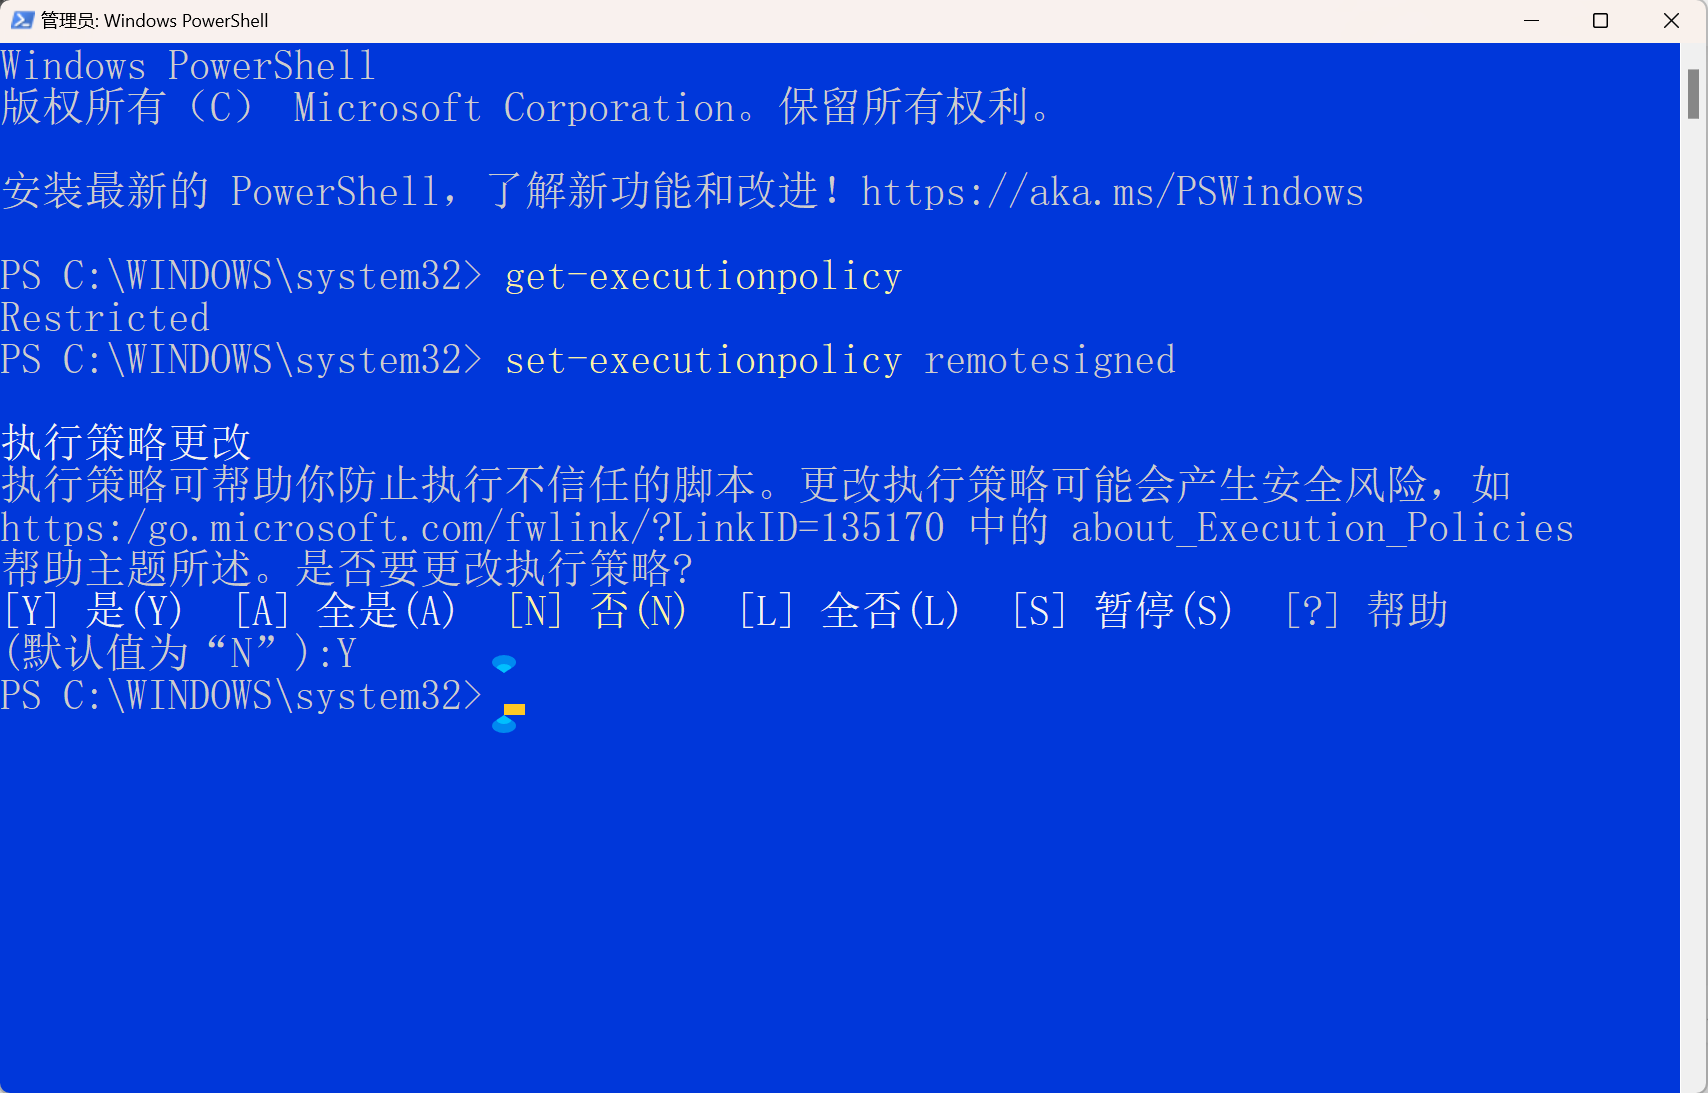 管理员: Windows PowerShell
Windows PowerShell
版权所有（C） Microsoft Corporation。保留所有权利。
安装最新的 PowerShell，了解新功能和改进！https://aka.ms/PSWindows
PS C:\WINDOWS\system32> get-executionpolicy
Restricted
PS C:\WINDOWS\system32> set-executionpolicy remotesigned
执行策略更改
执行策略可帮助你防止执行不信任的脚本。更改执行策略可能会产生安全风险，如
https:/go.microsoft.com/fwlink/?LinkID=135170 中的 about_Execution_Policies
帮助主题所述。是否要更改执行策略?
[Y] 是(Y)  [A] 全是(A)  [N] 否(N)  [L] 全否(L)  [S] 暂停(S)  [?] 帮助
(默认值为“N”):Y
PS C:\WINDOWS\system32>